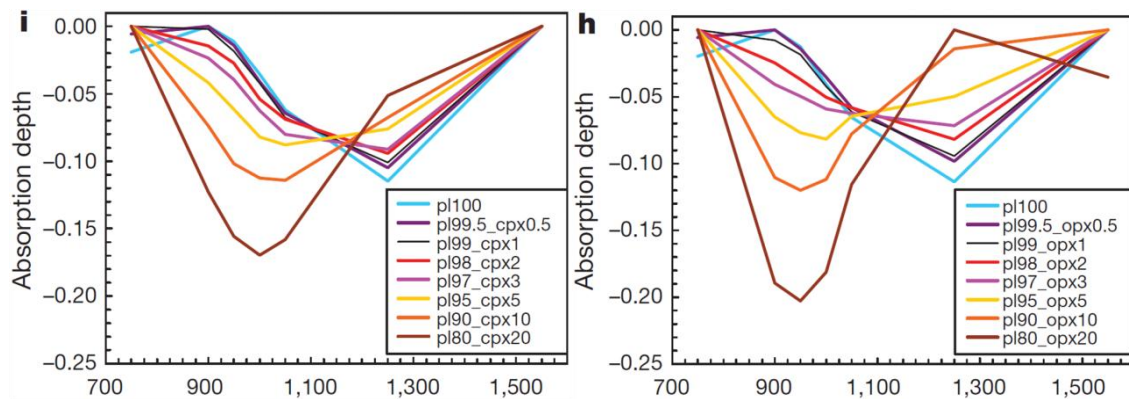 i
Absorption depth
0.00
−0.05
−0.10
−0.15
−0.20
−0.25
700
900
1,100
1,300
1,500
pl100
pl99.5_cpx0.5
pl99_cpx1
pl98_cpx2
pl97_cpx3
pl95_cpx5
pl90_cpx10
pl80_cpx20
h
Absorption depth
0.00
−0.05
−0.10
−0.15
−0.20
−0.25
700
900
1,100
1,300
1,500
pl100
pl99.5_opx0.5
pl99_opx1
pl98_opx2
pl97_opx3
pl95_opx5
pl90_opx10
pl80_opx20